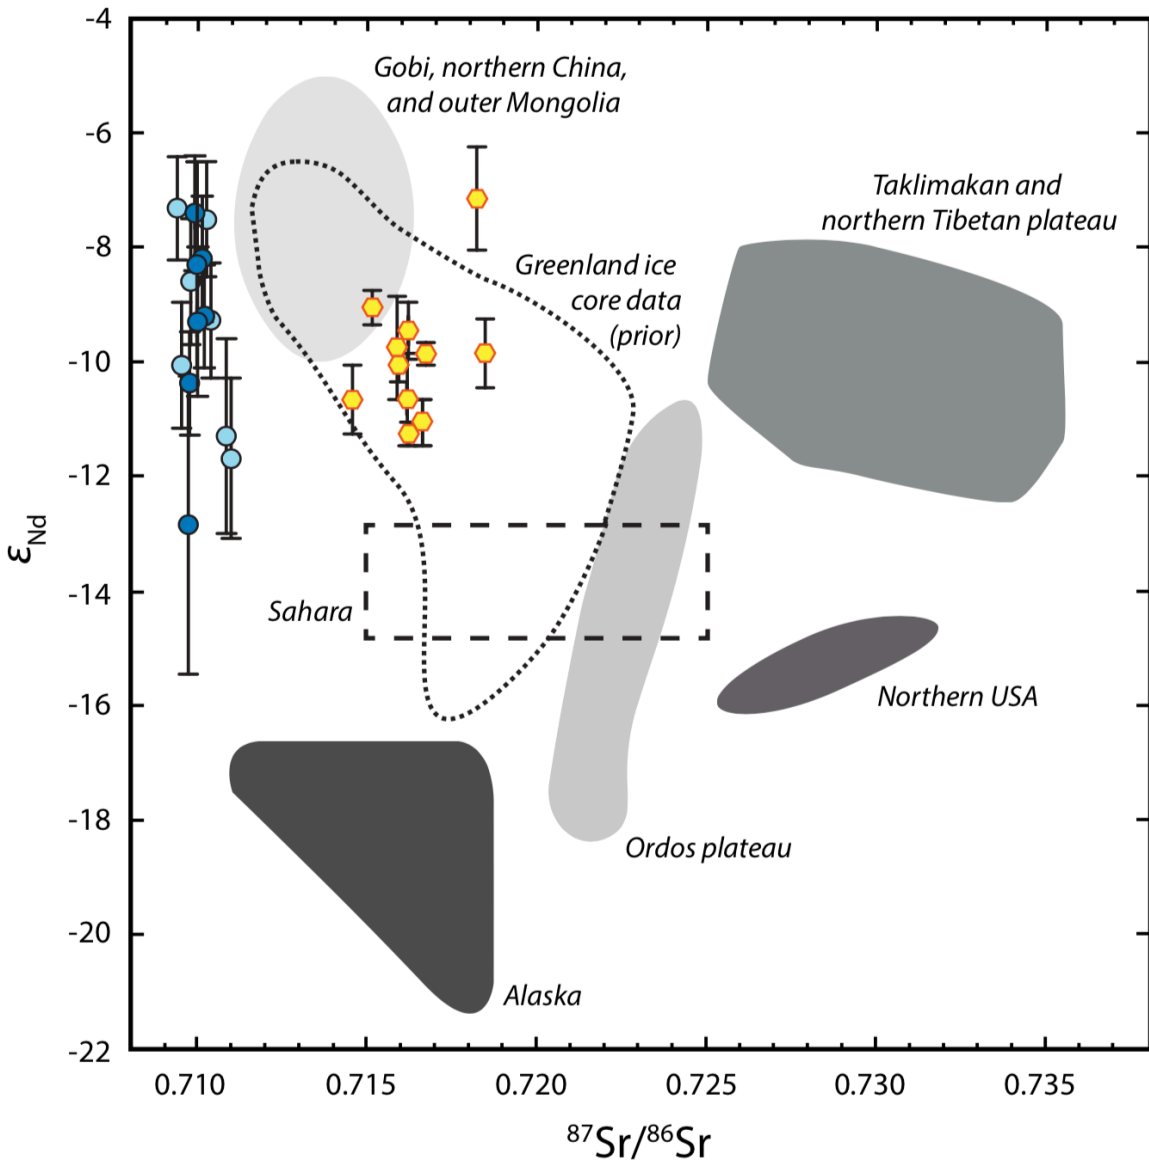 -4
Gobi, northern China,
and outer Mongolia
-6
Taklimakan and
northern Tibetan plateau
-8
Greenland ice
core data
(prior)
-10
-12
εNd
-14
Sahara
-16
Northern USA
-18
Ordos plateau
-20
Alaska
-22
0.710 0.715 0.720 0.725 0.730 0.735
87Sr/86Sr